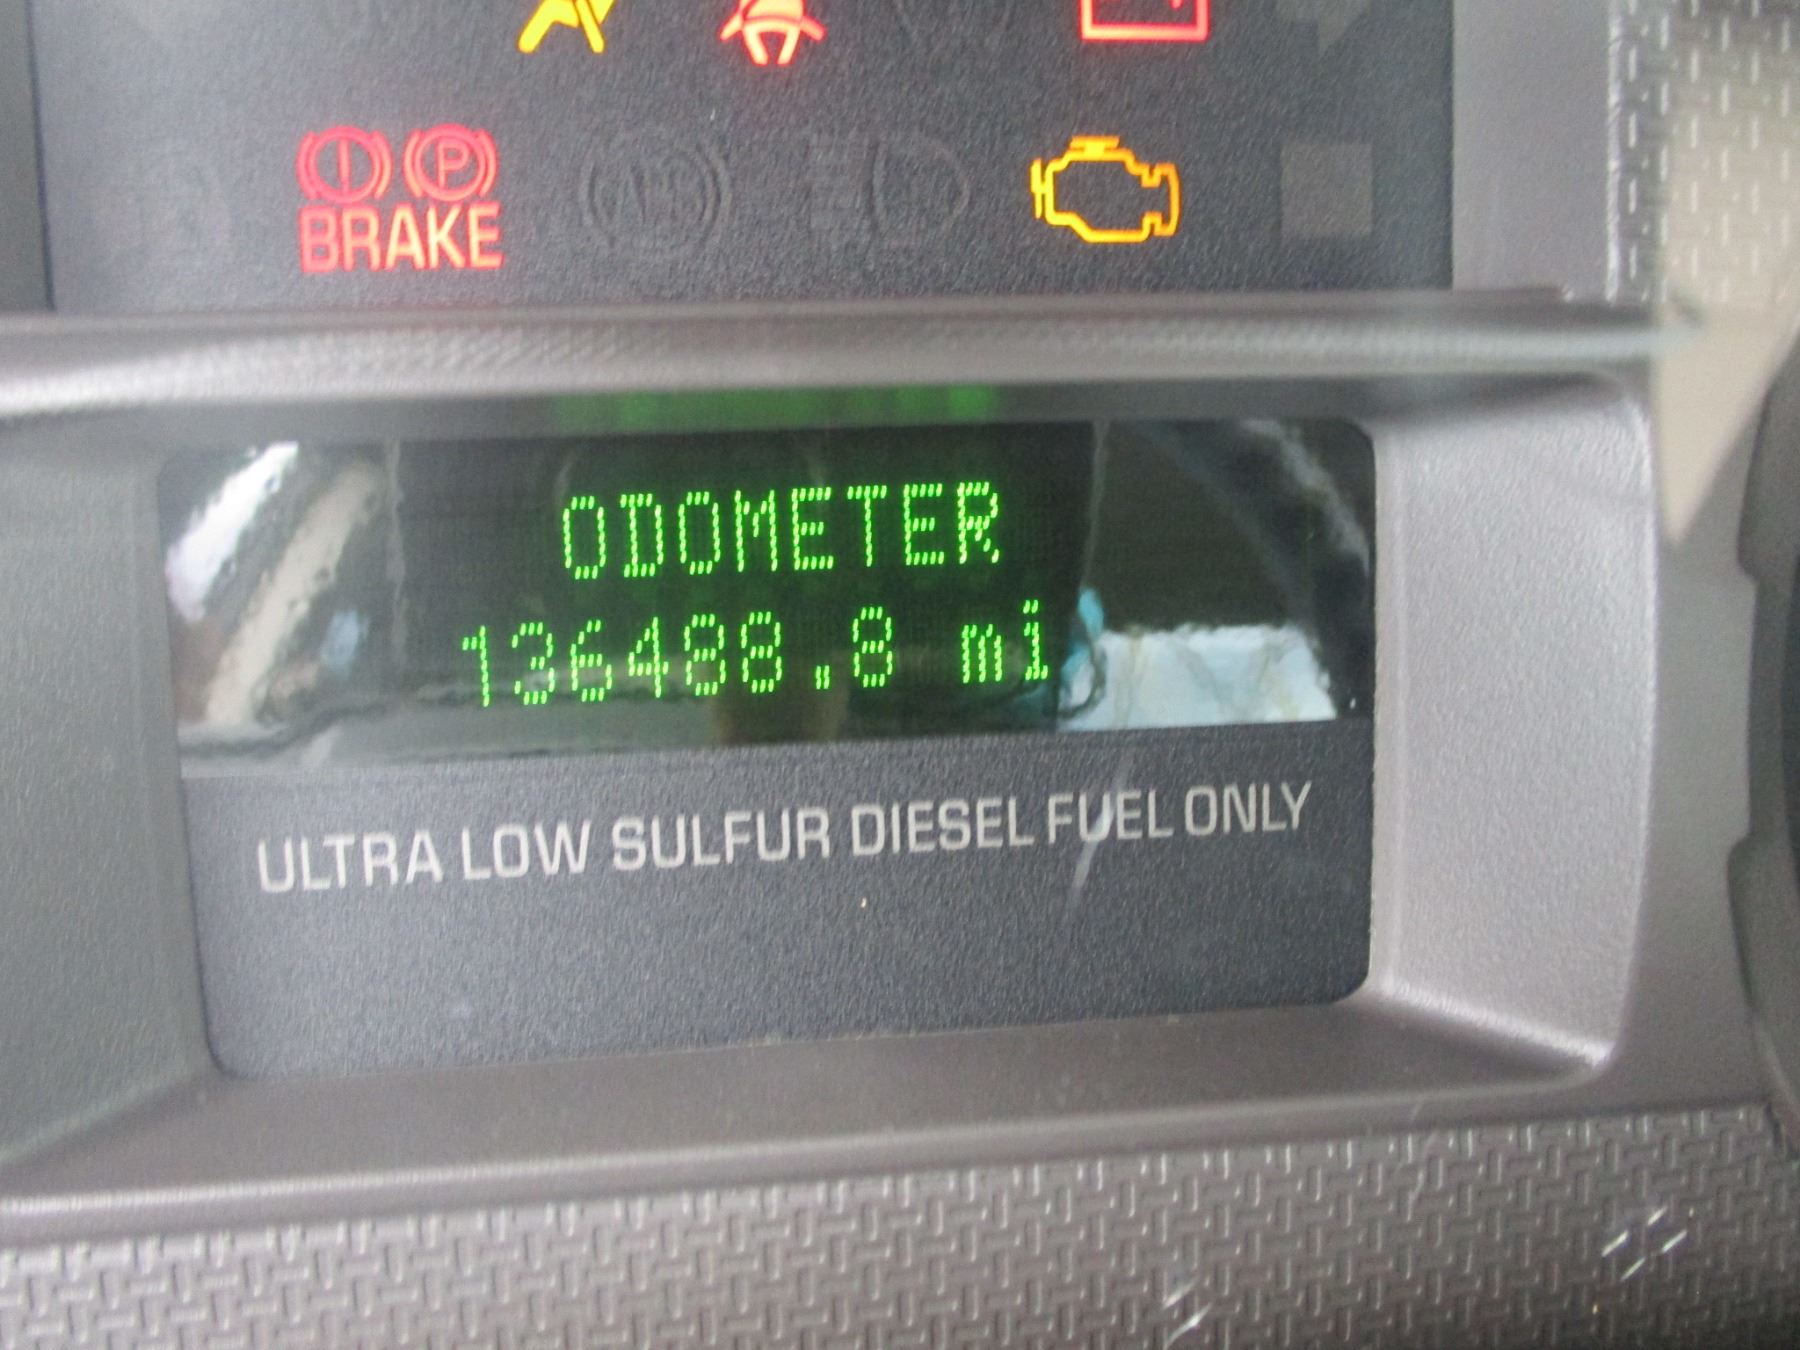 BRAKE
ODOMETER
136488.8 mi
ULTRA LOW SULFUR DIESEL FUEL ONLY